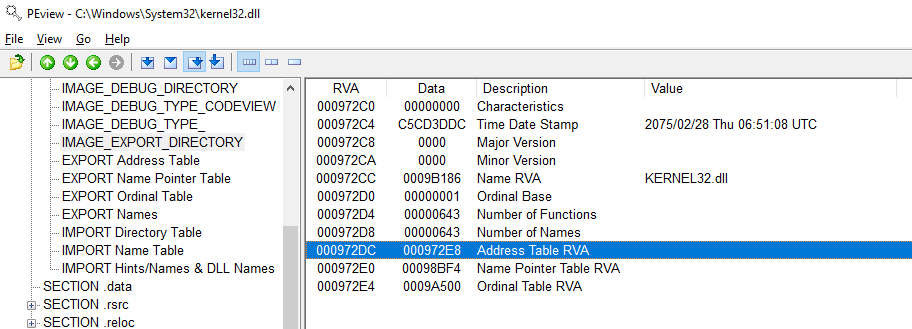 PEview - C:\Windows\System32\kernel32.dll
File View Go Help
IMAGE_DEBUG_DIRECTORY
IMAGE_DEBUG_TYPE_CODEVIEW
IMAGE_DEBUG_TYPE_
IMAGE_EXPORT_DIRECTORY
EXPORT Address Table
EXPORT Name Pointer Table
EXPORT Ordinal Table
EXPORT Names
IMPORT Directory Table
IMPORT Name Table
IMPORT Hints/Names & DLL Names
SECTION .data
SECTION .rsrc
SECTION .reloc
RVA Data Description Value
000972C0 00000000 Characteristics
000972C4 C5CD3DDC Time Date Stamp 2075/02/28 Thu 06:51:08 UTC
000972C8 0000 Major Version
000972CA 0000 Minor Version
000972CC 0009B186 Name RVA KERNEL32.dll
000972D0 00000001 Ordinal Base
000972D4 00000643 Number of Functions
000972D8 00000643 Number of Names
000972DC 000972E8 Address Table RVA
000972E0 00098BF4 Name Pointer Table RVA
000972E4 0009A500 Ordinal Table RVA